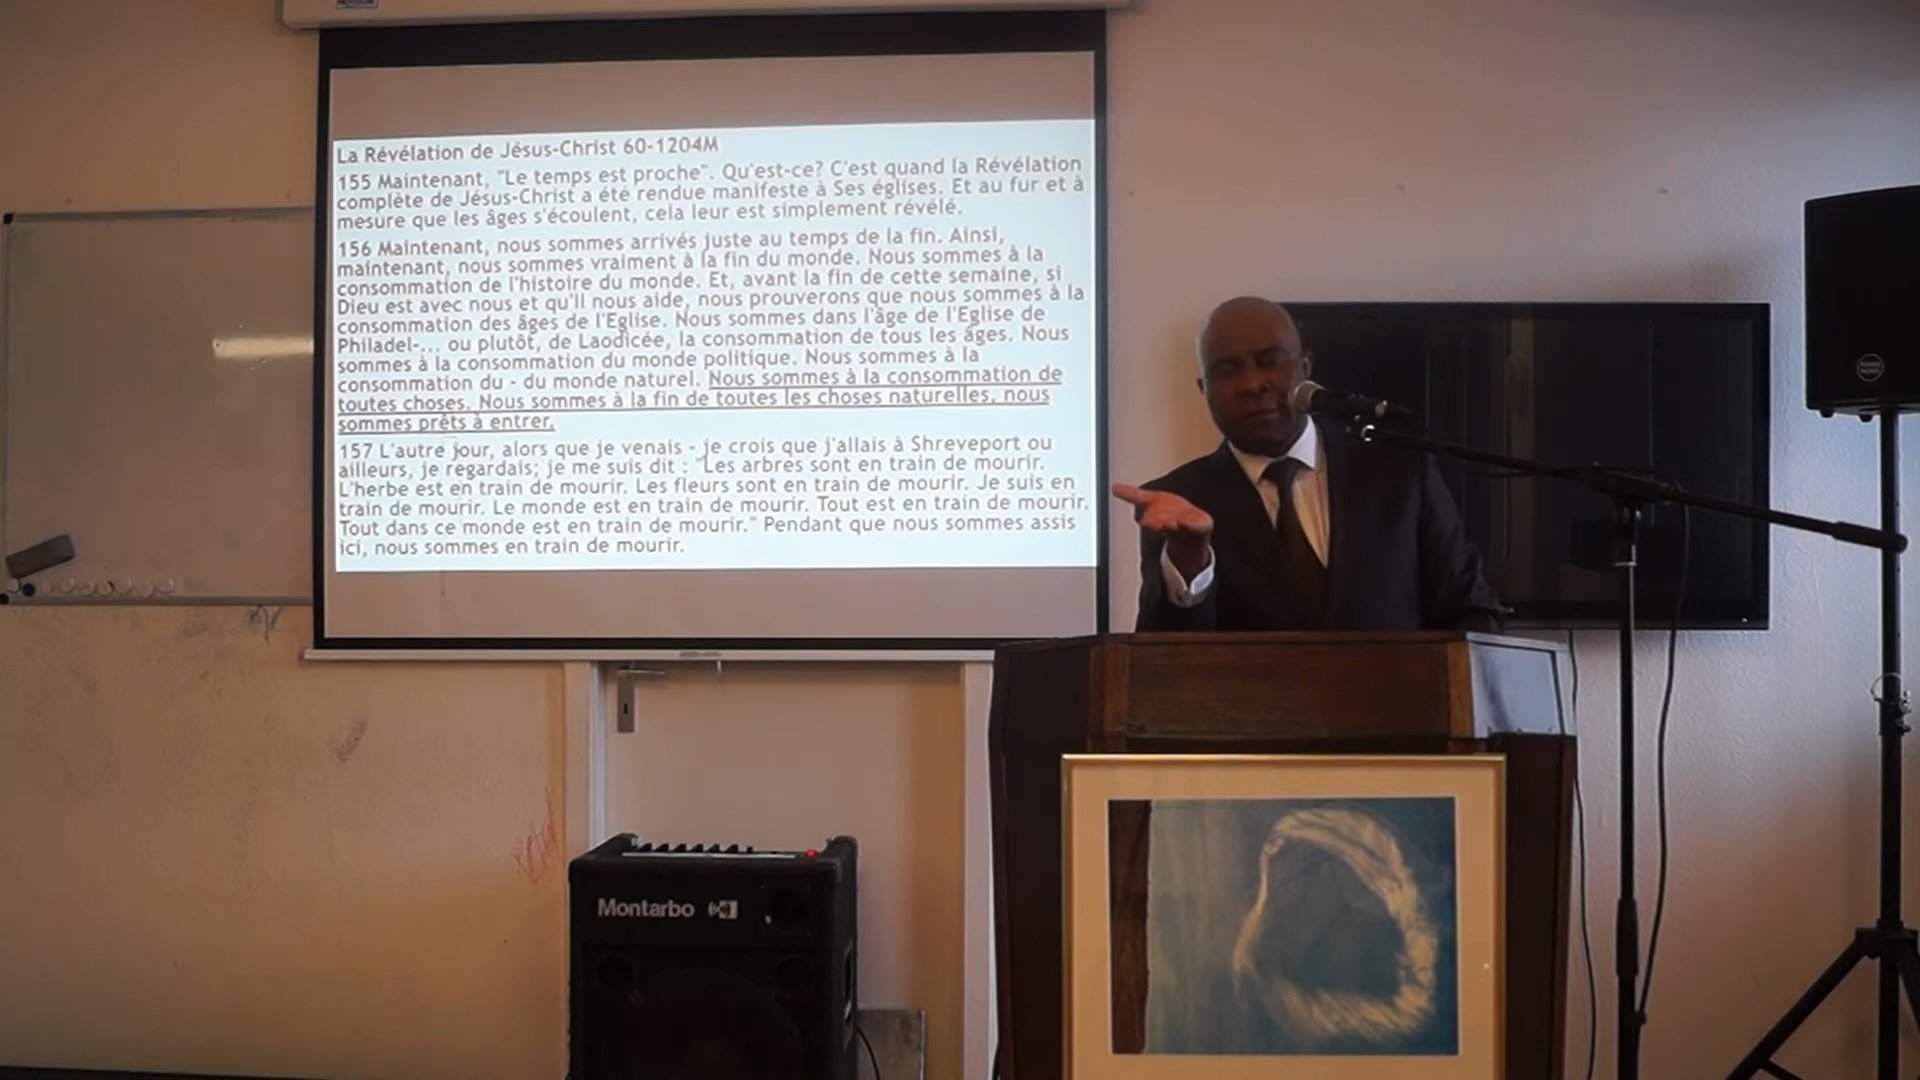 La Révélation de Jésus-Christ 60-1204M
155 Maintenant, "Le temps est proche". Qu'est-ce? C'est quand la Révélation
complète de Jésus-Christ a été rendue manifeste à Ses églises. Et au fur et à
mesure que les âges s'écoulent, cela leur est simplement révélé.
156 Maintenant, nous sommes arrivés juste au temps de la fin. Ainsi,
maintenant, nous sommes vraiment à la fin du monde. Nous sommes à la
consommation de l'histoire du monde. Et, avant la fin de cette semaine, si
Dieu est avec nous et qu'Il nous aide, nous prouverons que nous sommes à la
consommation des âges de l'Eglise. Nous sommes dans l'âge de l'Eglise de
Philadel-... ou plutôt, de Laodicée, la consommation de tous les âges. Nous
sommes à la consommation du monde politique. Nous sommes à la
consommation du - du monde naturel. Nous sommes à la consommation de
toutes choses. Nous sommes à la fin de toutes les choses naturelles, nous
sommes prêts à entrer.
157 L'autre jour, alors que je venais - je crois que j'allais à Shreveport ou
ailleurs, je regardais; je me suis dit : "Les arbres sont en train de mourir.
L'herbe est en train de mourir. Les fleurs sont en train de mourir. Je suis en
train de mourir. Le monde est en train de mourir. Tout est en train de mourir.
Tout dans ce monde est en train de mourir." Pendant que nous sommes assis
ici, nous sommes en train de mourir.
Montarbo